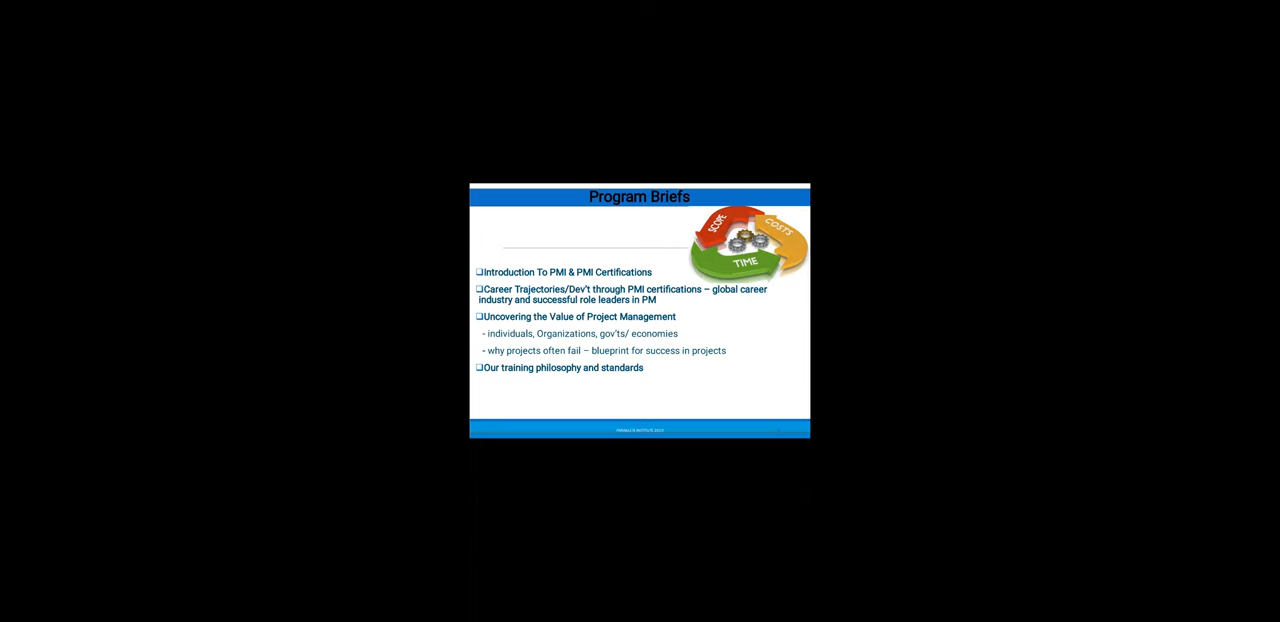 Program Briefs
SCOPE
COSTS
TIME
❑Introduction To PMI & PMI Certifications
❑Career Trajectories/Dev't through PMI certifications – global career
industry and successful role leaders in PM
❑Uncovering the Value of Project Management
- individuals, Organizations, gov'ts/ economies
- why projects often fail – blueprint for success in projects
❑Our training philosophy and standards
INSTITUTE